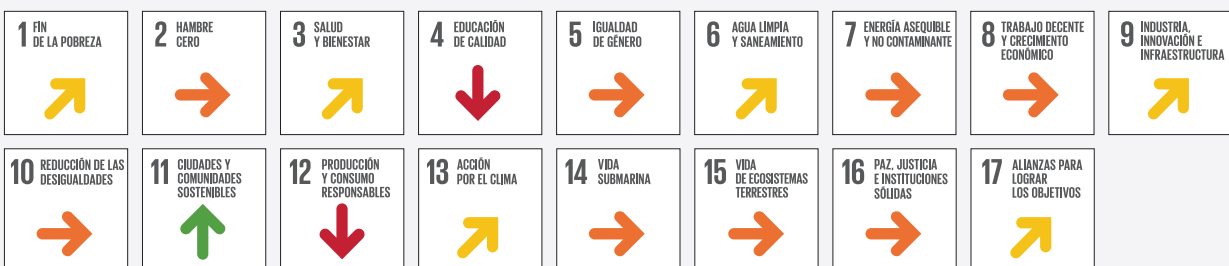 1 FIN
DE LA POBREZA
2 HAMBRE
CERO
3 SALUD
Y BIENESTAR
4 EDUCACIÓN
DE CALIDAD
5 IGUALDAD
DE GÉNERO
6 AGUA LIMPIA
Y SANEAMIENTO
7 ENERGÍA ASEQUIBLE
Y NO CONTAMINANTE
8 TRABAJO DECENTE
Y CRECIMIENTO
ECONÓMICO
9 INDUSTRIA,
INNOVACIÓN E
INFRAESTRUCTURA
10 REDUCCIÓN DE LAS
DESIGUALDADES
11 CIUDADES Y
COMUNIDADES
SOSTENIBLES
12 PRODUCCIÓN
Y CONSUMO
RESPONSABLES
13 ACCIÓN
POR EL CLIMA
14 VIDA
SUBMARINA
15 VIDA
DE ECOSISTEMAS
TERRESTRES
16 PAZ, JUSTICIA
E INSTITUCIONES
SÓLIDAS
17 ALIANZAS PARA
LOGRAR
LOS OBJETIVOS